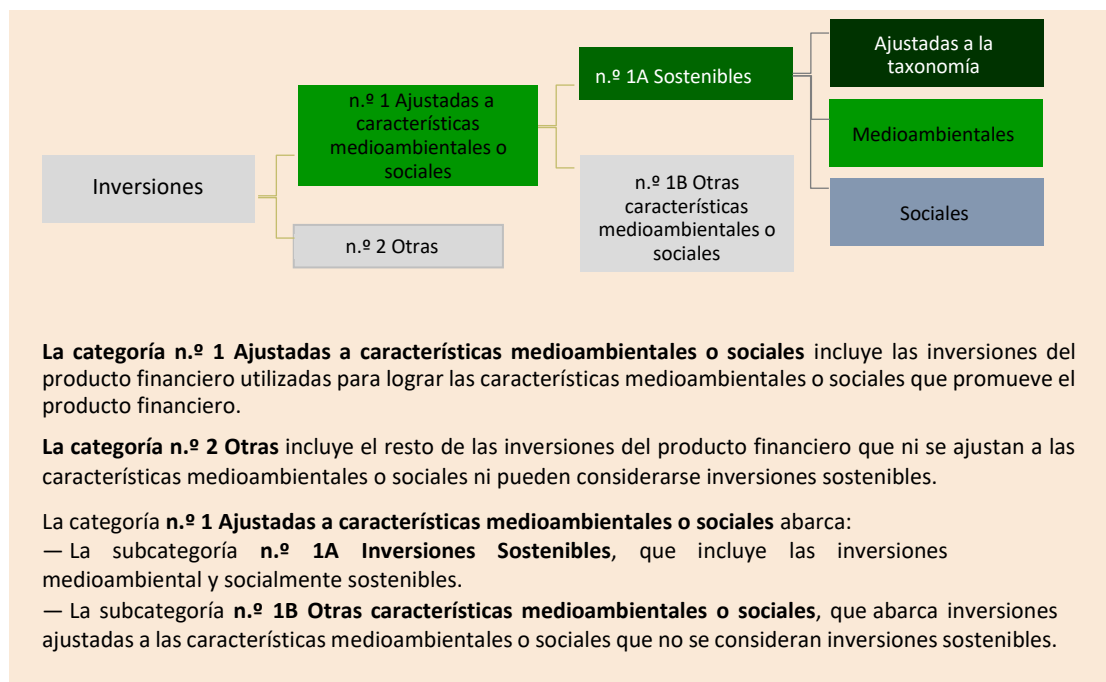 Inversiones
n.º 1 Ajustadas a
características
medioambientales o
sociales
n.º 2 Otras
n.º 1A Sostenibles
n.º 1B Otras
características
medioambientales o
sociales
Ajustadas a la
taxonomía
Medioambientales
Sociales
La categoría n.º 1 Ajustadas a características medioambientales o sociales incluye las inversiones del
producto financiero utilizadas para lograr las características medioambientales o sociales que promueve el
producto financiero.
La categoría n.º 2 Otras incluye el resto de las inversiones del producto financiero que ni se ajustan a las
características medioambientales o sociales ni pueden considerarse inversiones sostenibles.
La categoría n.º 1 Ajustadas a características medioambientales o sociales abarca:
— La subcategoría n.º 1A Inversiones Sostenibles, que incluye las inversiones
medioambiental y socialmente sostenibles.
— La subcategoría n.º 1B Otras características medioambientales o sociales, que abarca inversiones
ajustadas a las características medioambientales o sociales que no se consideran inversiones sostenibles.